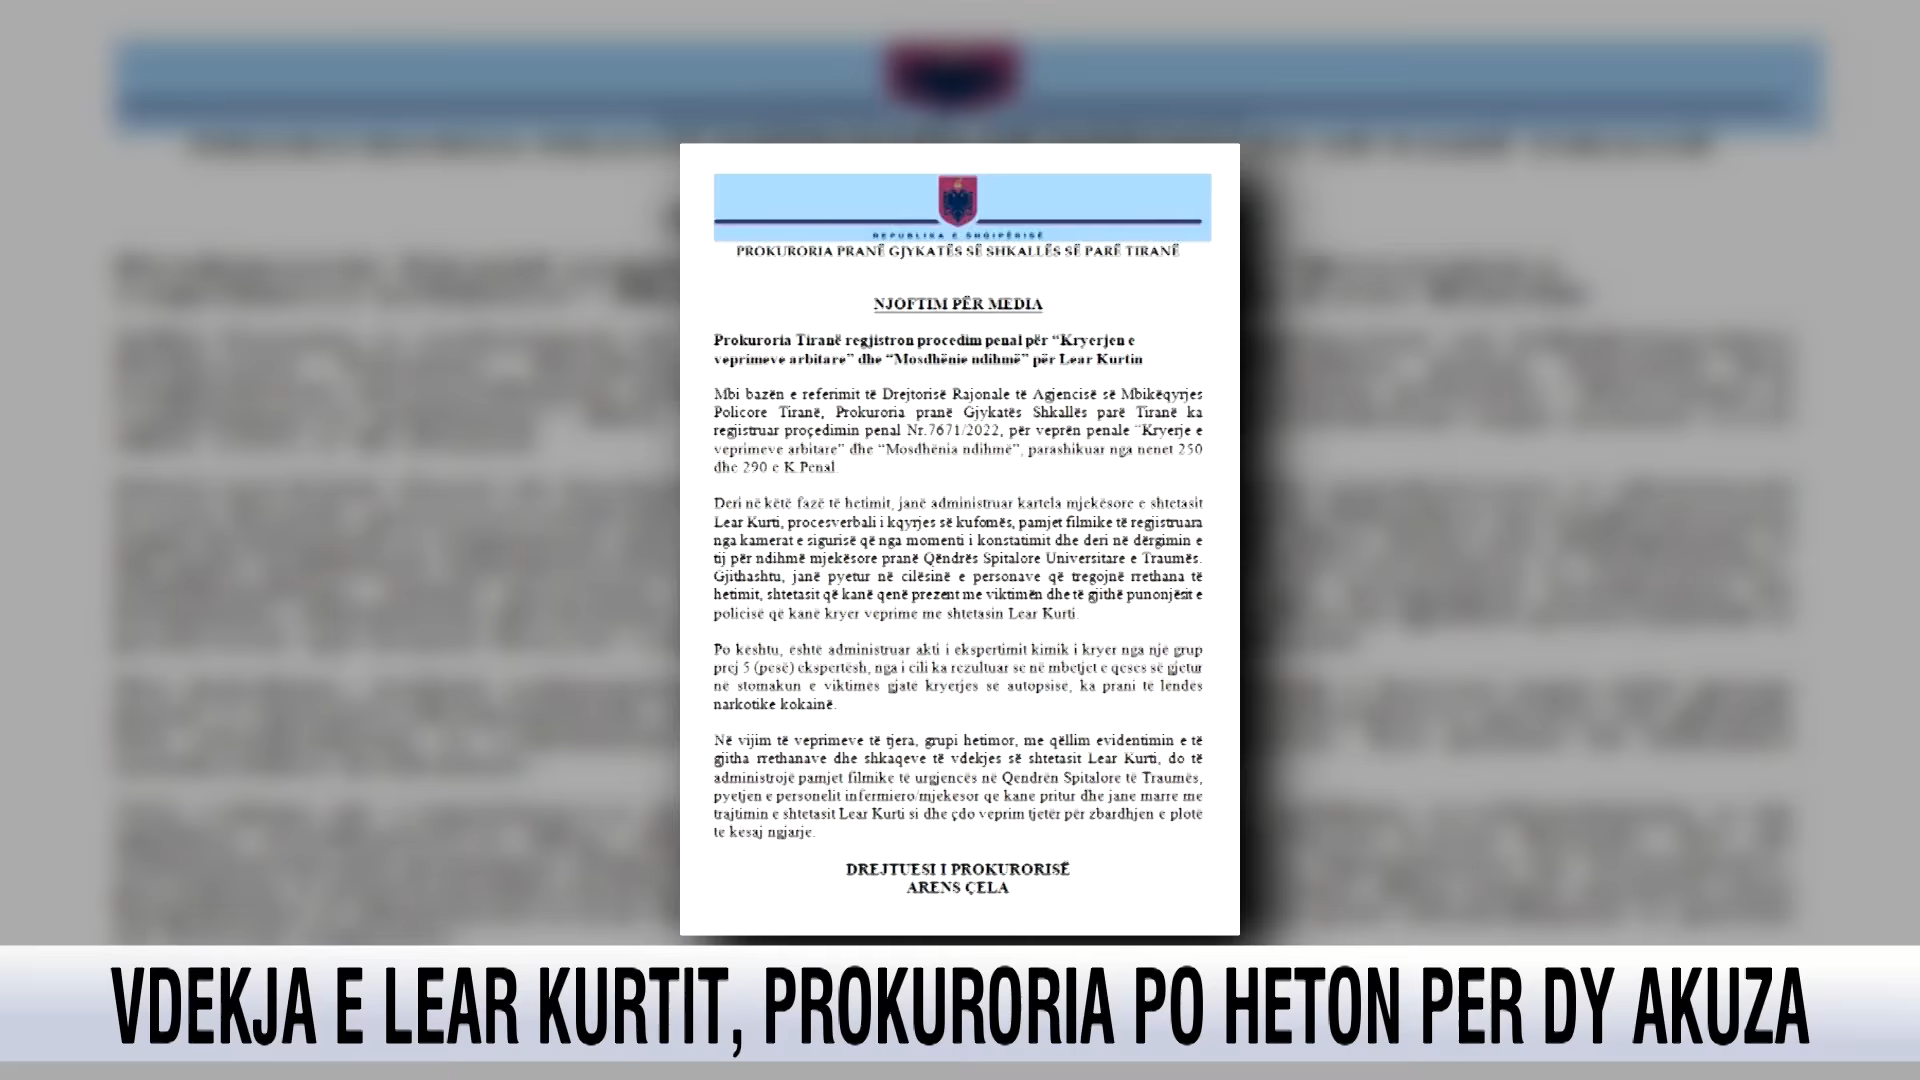 REPUBLIKA E SHQIPËRISË
PROKURORIA PRANË GJYKATËS SË SHKALLËS SË PARË TIRANË
NJOFTIM PËR MEDIA
Prokuroria Tiranë regjistron procedim penal për “Kryerjen e
veprimeve arbitare” dhe “Mosdhënie ndihmë” për Lear Kurtin
Mbi bazën e referimit të Drejtorisë Rajonale të Agjencisë së Mbikëqyrjes
Policore Tiranë, Prokuroria pranë Gjykatës Shkallës parë Tiranë ka
regjistruar proçedimin penal Nr.7671/2022, për veprën penale “Kryerje e
veprimeve arbitare” dhe “Mosdhënia ndihmë”, parashikuar nga nenet 250
dhe 290 e K.Penal.
Deri në këtë fazë të hetimit, janë administruar kartela mjekësore e shtetasit
Lear Kurti, procesverbali i kqyrjes së kufomës, pamjet filmike të regjistruara
nga kamerat e sigurisë që nga momenti i konstatimit dhe deri në dërgimin e
tij për ndihmë mjekësore pranë Qëndrës Spitalore Universitare e Traumës.
Gjithashtu, janë pyetur në cilësinë e personave që tregojnë rrethana të
hetimit, shtetasit që kanë qenë prezent me viktimën dhe të gjithë punonjësit e
policisë që kanë kryer veprime me shtetasin Lear Kurti.
Po kështu, është administruar akti i ekspertimit kimik i kryer nga një grup
prej 5 (pesë) ekspertësh, nga i cili ka rezultuar se në mbetjet e qeses së gjetur
në stomakun e viktimës gjatë kryerjes së autopsisë, ka prani të lëndës
narkotike kokainë.
Në vijim të veprimeve të tjera, grupi hetimor, me qëllim evidentimin e të
gjitha rrethanave dhe shkaqeve të vdekjes së shtetasit Lear Kurti, do të
administrojë pamjet filmike të urgjencës në Qendrën Spitalore të Traumës,
pyetjen e personelit infermiero/mjekësor që kanë pritur dhe janë marrë me
trajtimin e shtetasit Lear Kurti si dhe çdo veprim tjetër për zbardhjen e plotë
të kësaj ngjarje.
DREJTUESI I PROKURORISË
ARENS ÇELA
VDEKJA E LEAR KURTIT, PROKURORIA PO HETON PER DY AKUZA